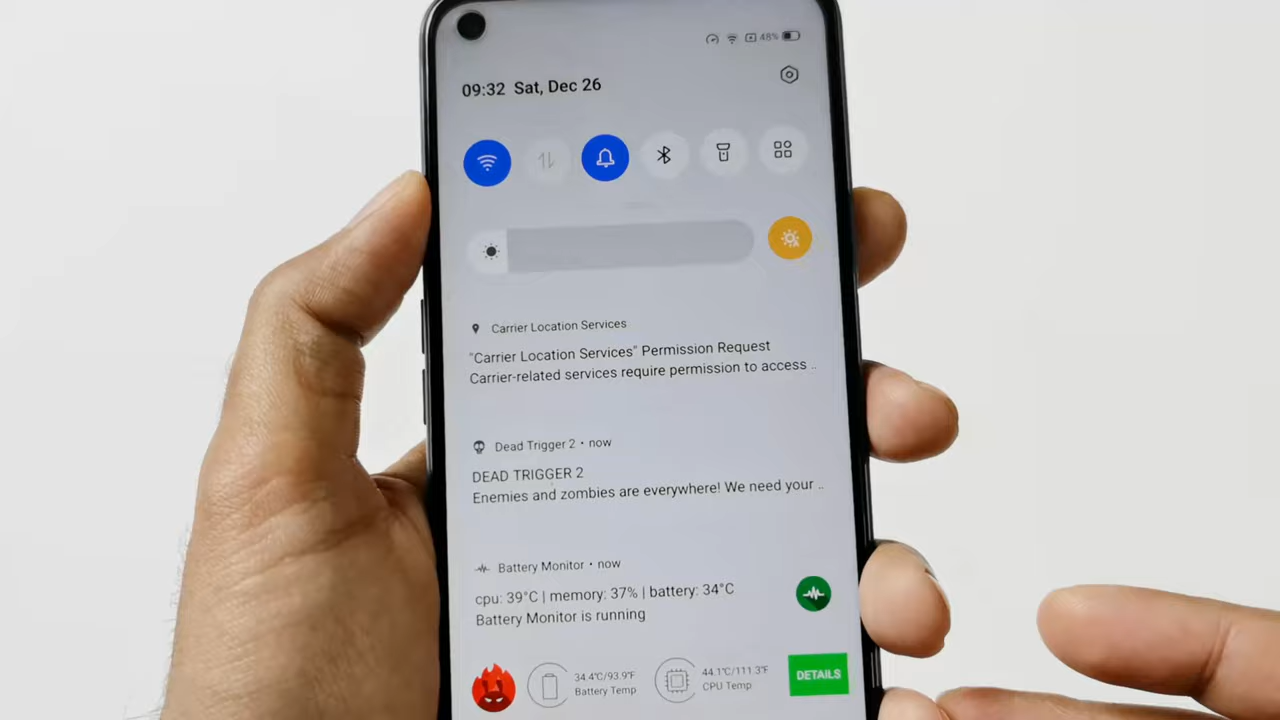 48%
09:32 Sat, Dec 26
Carrier Location Services
"Carrier Location Services" Permission Request
Carrier-related services require permission to access ..
Dead Trigger 2 • now
DEAD TRIGGER 2
Enemies and zombies are everywhere! We need your ..
Battery Monitor • now
cpu: 39°C | memory: 37% | battery: 34°C
Battery Monitor is running
34.4℃/93.9℉
Battery Temp
44.1℃/111.3℉
CPU Temp
DETAILS